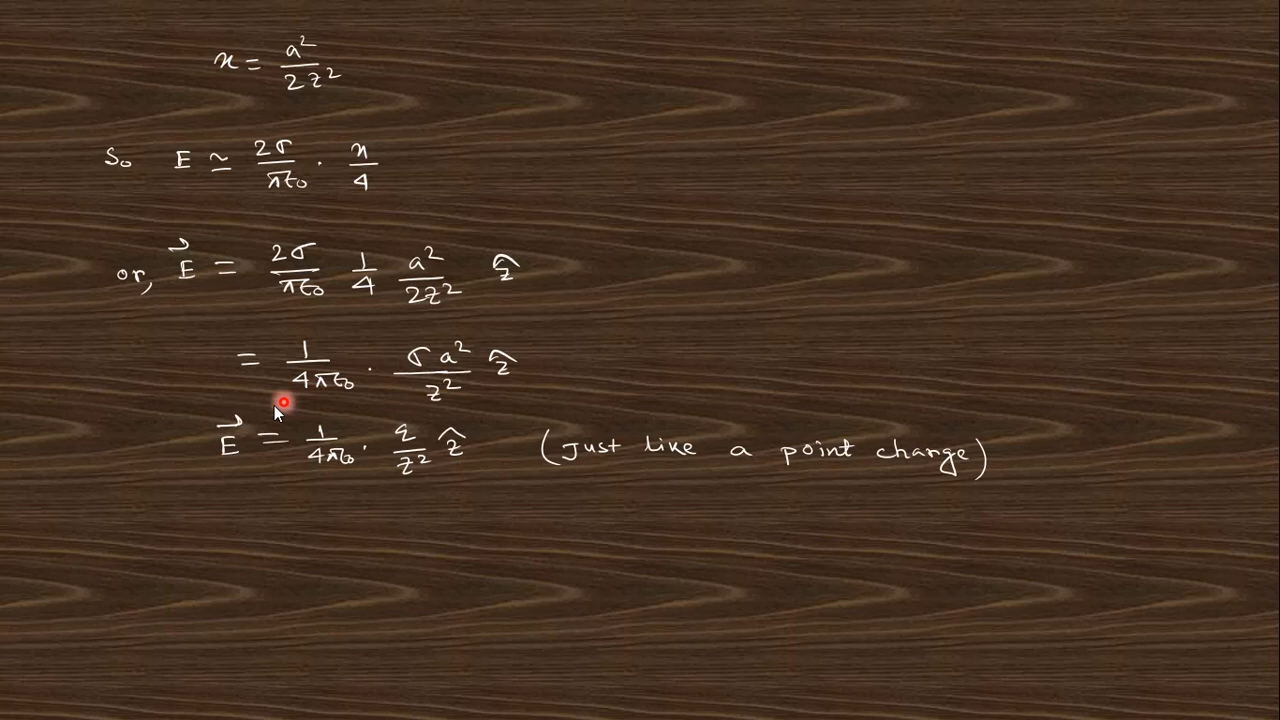 x = a²/2z²
So E ≃ 2σ/πε₀ · x/4
or, E⃗ = 2σ/πε₀ 1/4 a²/2z² ẑ
= 1/4πε₀ · σa²/z² ẑ
E⃗ = 1/4πε₀ · q/z² ẑ (Just like a point charge)